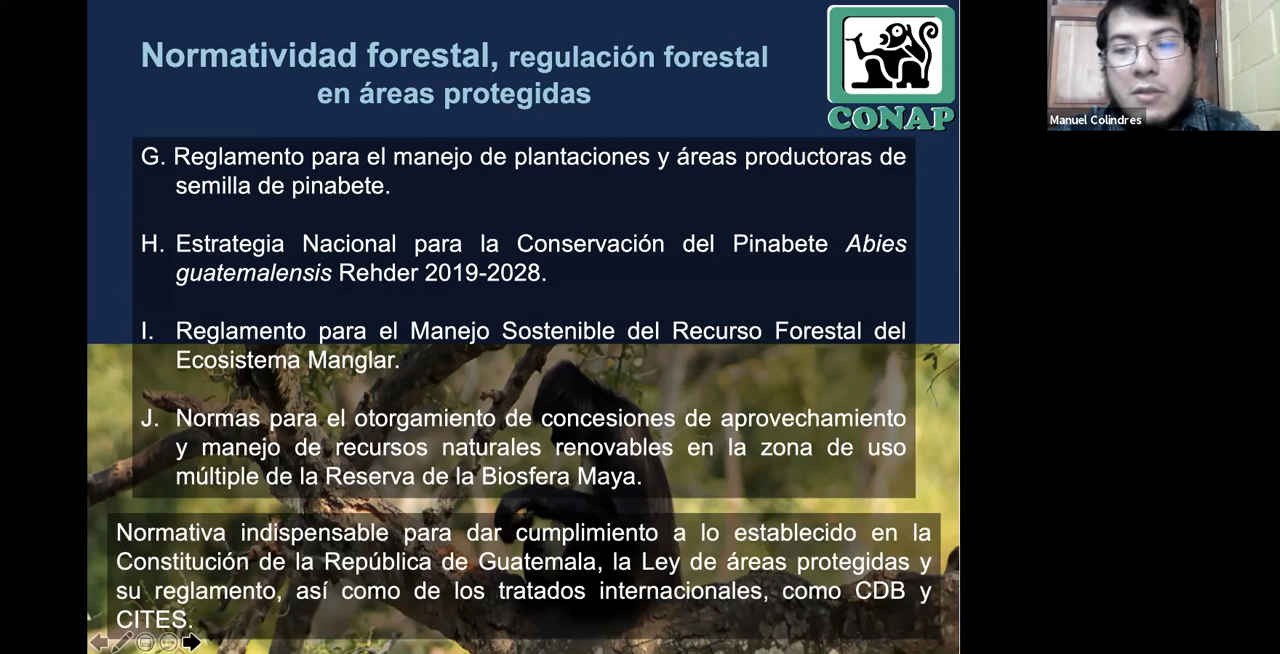 Normatividad forestal, regulación forestal
en áreas protegidas
CONAP
Manuel Colindres
G. Reglamento para el manejo de plantaciones y áreas productoras de
semilla de pinabete.
H. Estrategia Nacional para la Conservación del Pinabete Abies
guatemalensis Rehder 2019-2028.
I. Reglamento para el Manejo Sostenible del Recurso Forestal del
Ecosistema Manglar.
J. Normas para el otorgamiento de concesiones de aprovechamiento
y manejo de recursos naturales renovables en la zona de uso
múltiple de la Reserva de la Biosfera Maya.
Normativa indispensable para dar cumplimiento a lo establecido en la
Constitución de la República de Guatemala, la Ley de áreas protegidas y
su reglamento, así como de los tratados internacionales, como CDB y
CITES.